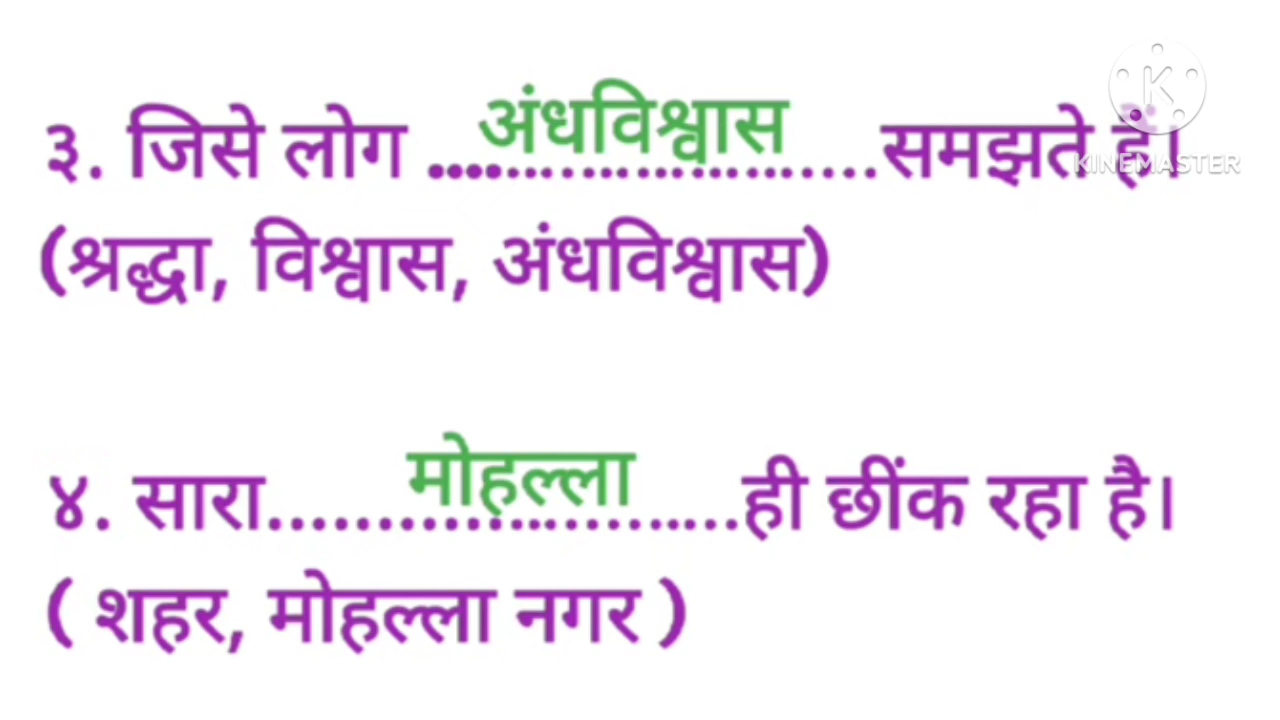 ३. जिसे लोग .....अंधविश्वास.....समझते हैं।
(श्रद्धा, विश्वास, अंधविश्वास)
४. सारा.....मोहल्ला.....ही छींक रहा है।
( शहर, मोहल्ला नगर )
K
KINEMASTER